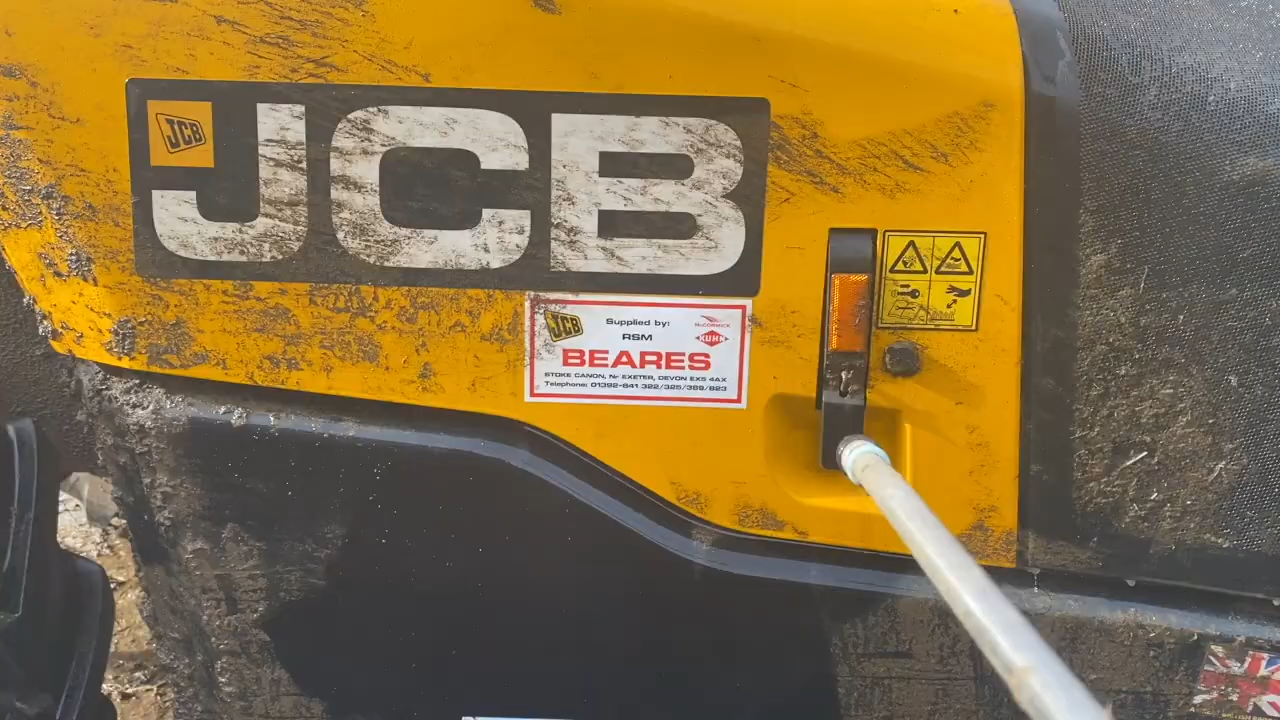 JCB
JCB
JCB
Supplied by:
McCORMICK
RSM
KUHN
BEARES
STOKE CANON, Nr EXETER, DEVON EX5 4AX
Telephone: 01392-841 322/325/389/823